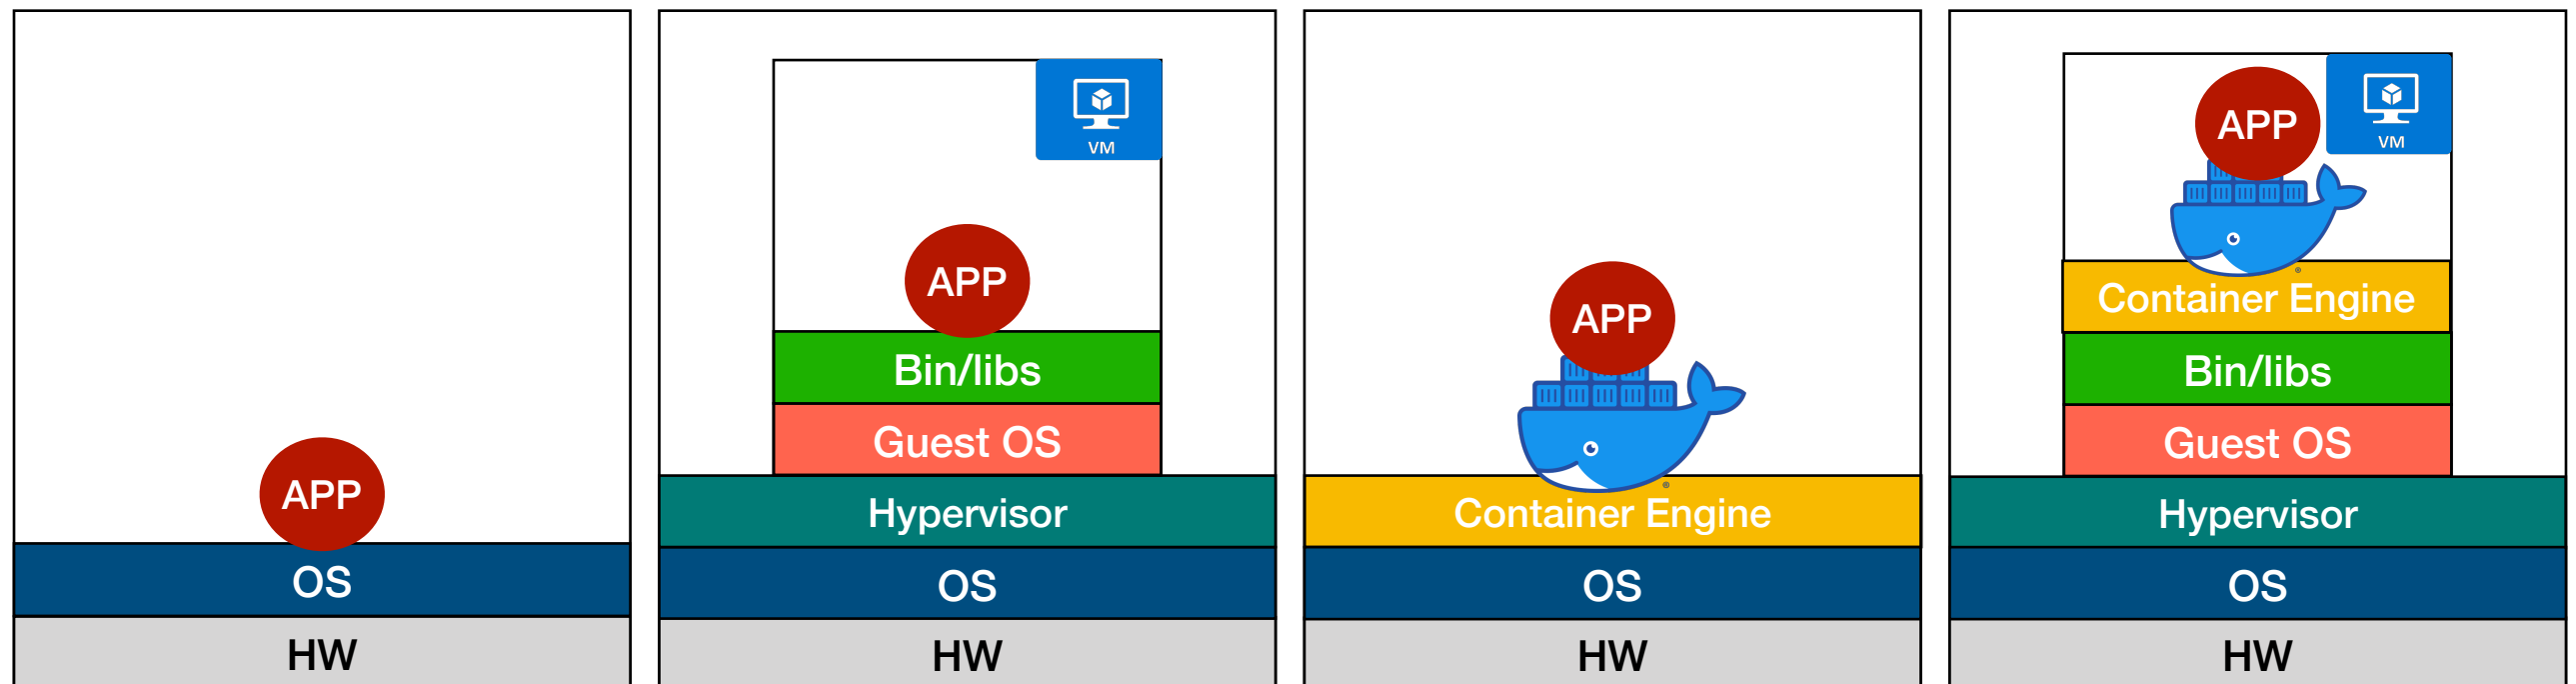 APP
OS
HW
VM
APP
Bin/libs
Guest OS
Hypervisor
OS
HW
APP
Container Engine
OS
HW
VM
APP
Container Engine
Bin/libs
Guest OS
Hypervisor
OS
HW